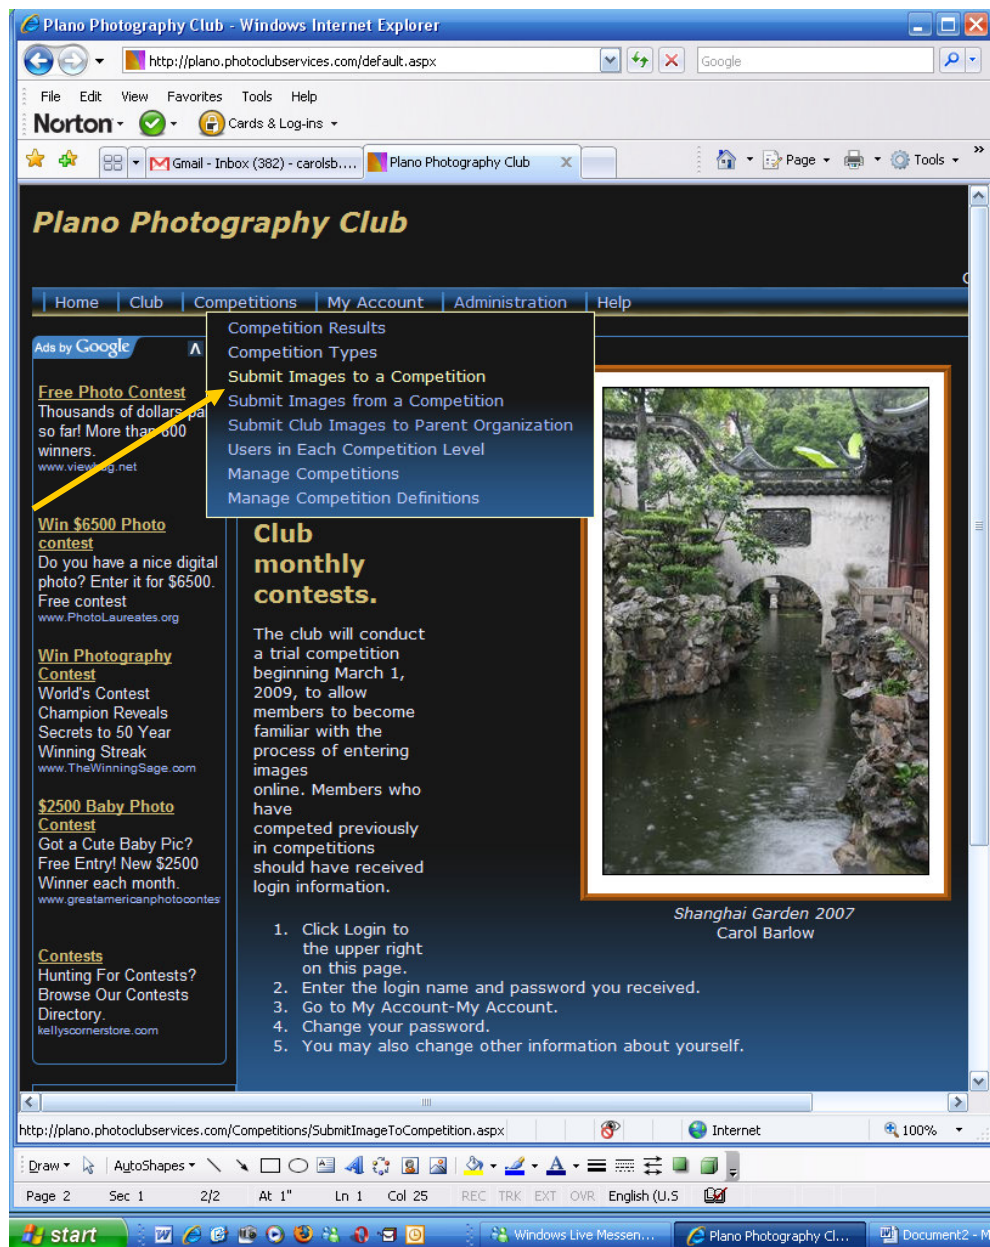 Plano Photography Club - Windows Internet Explorer
http://plano.photoclubservices.com/default.aspx
Google
File Edit View Favorites Tools Help
Norton Cards & Log-ins
Gmail - Inbox (382) - carolsb....
Plano Photography Club
Page
Tools
Plano Photography Club
Home
Club
Competitions
My Account
Administration
Help
Competition Results
Competition Types
Submit Images to a Competition
Submit Images from a Competition
Submit Club Images to Parent Organization
Users in Each Competition Level
Manage Competitions
Manage Competition Definitions
Ads by Google
Free Photo Contest
Thousands of dollars
so far! More than
winners.
Win $6500 Photo
contest
Do you have a nice digital
photo? Enter it for $6500.
Free contest
www.PhotoLaureates.org
Win Photography
Contest
World's Contest
Champion Reveals
Secrets to 50 Year
Winning Streak
www.TheWinningSage.com
$2500 Baby Photo
Contest
Got a Cute Baby Pic?
Free Entry! New $2500
Winner each month.
www.greatamericanphotocontes
Contests
Hunting For Contests?
Browse Our Contests
Directory.
kellyscornerstore.com
Club
monthly
contests.
The club will conduct
a trial competition
beginning March 1,
2009, to allow
members to become
familiar with the
process of entering
images
online. Members who
have
competed previously
in competitions
should have received
login information.
1. Click Login to
the upper right
on this page.
2. Enter the login name and password you received.
3. Go to My Account-My Account.
4. Change your password.
5. You may also change other information about yourself.
Shanghai Garden 2007
Carol Barlow
http://plano.photoclubservices.com/Competitions/SubmitImageToCompetition.aspx
Internet
100%
Draw AutoShapes
Page 2 Sec 1 2/2 At 1" Ln 1 Col 25 REC TRK EXT OVR English (U.S
start
Windows Live Messen...
Plano Photography Cl...
Document2 - M